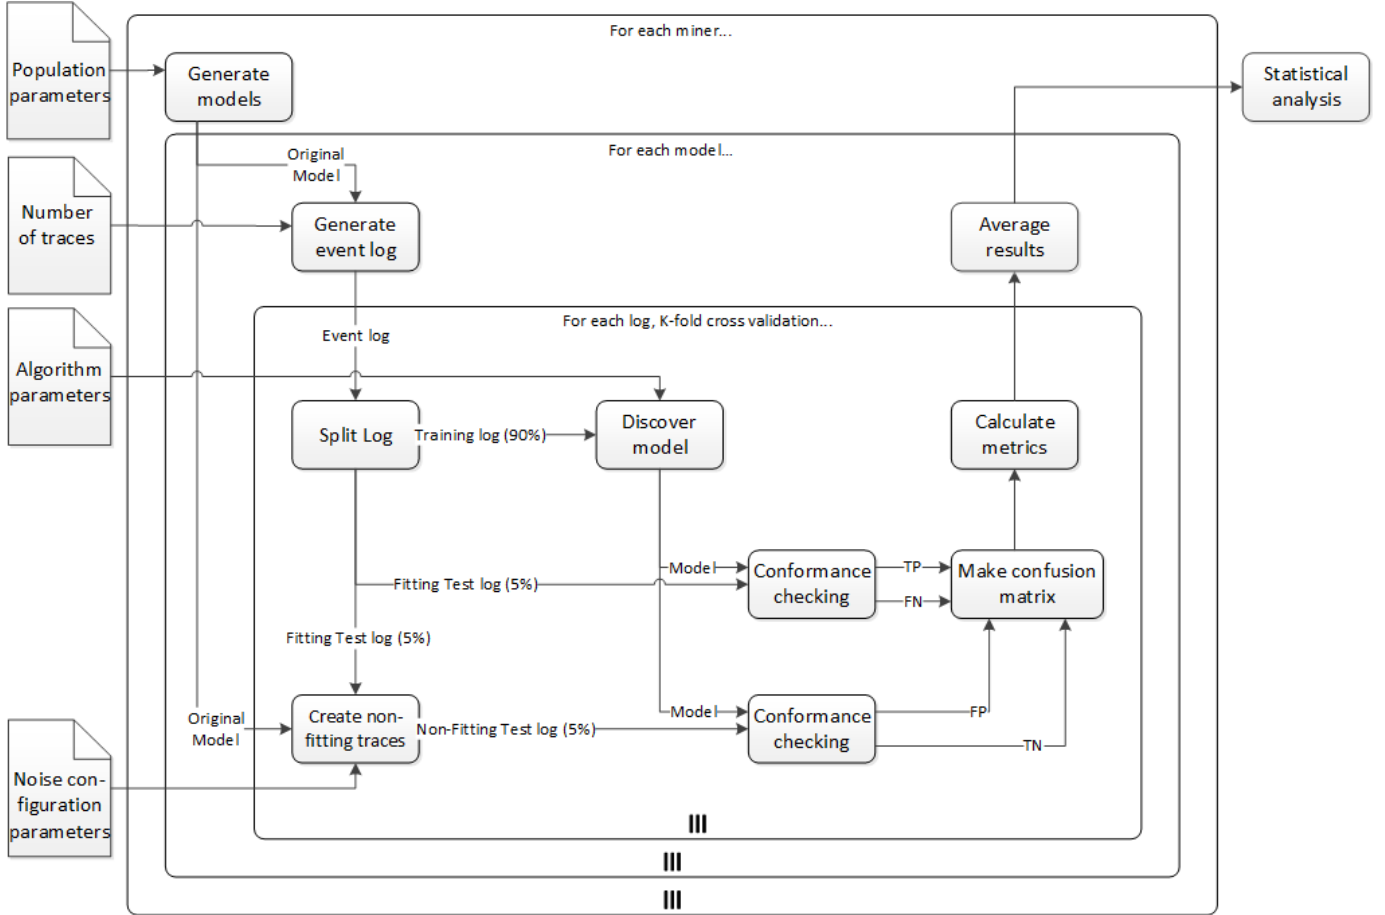 For each miner...
Population
parameters
Generate
models
Statistical
analysis
For each model...
Original
Model
Number
of traces
Generate
event log
Average
results
For each log, K-fold cross validation...
Event log
Algorithm
parameters
Split Log
Training log (90%)
Discover
model
Calculate
metrics
Model
Conformance
checking
TP
FN
Make confusion
matrix
Fitting Test log (5%)
Fitting Test log (5%)
Original
Model
Create non-
fitting traces
Non-Fitting Test log (5%)
Model
Conformance
checking
FP
TN
Noise con-
figuration
parameters